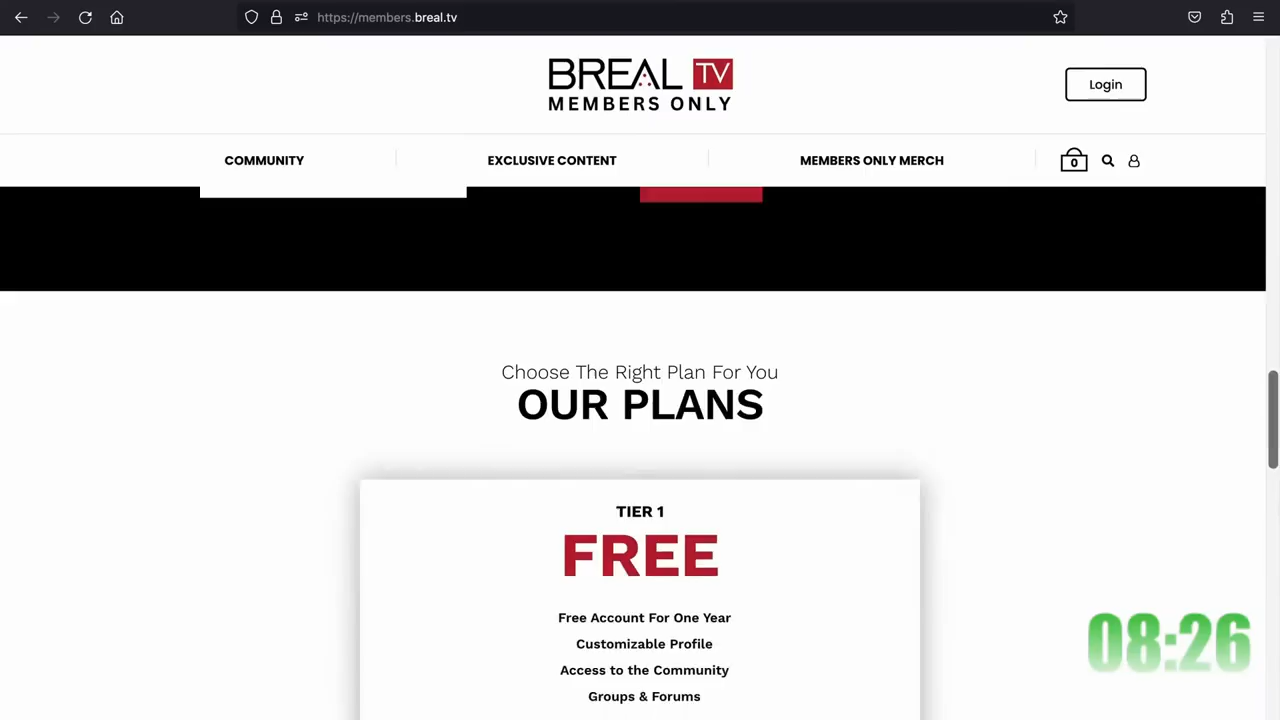 https://members.breal.tv
BREAL TV
MEMBERS ONLY
Login
COMMUNITY
EXCLUSIVE CONTENT
MEMBERS ONLY MERCH
0
Choose The Right Plan For You
OUR PLANS
TIER 1
FREE
Free Account For One Year
Customizable Profile
Access to the Community
Groups & Forums
08:26